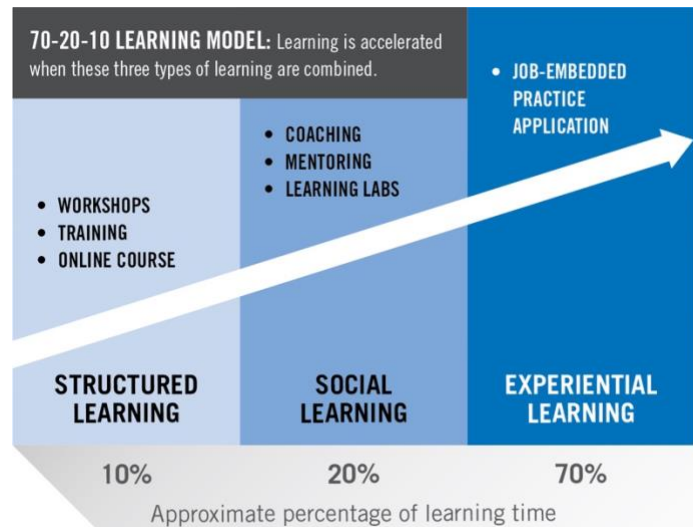 70-20-10 LEARNING MODEL: Learning is accelerated
when these three types of learning are combined.
• WORKSHOPS
• TRAINING
• ONLINE COURSE
STRUCTURED
LEARNING
• COACHING
• MENTORING
• LEARNING LABS
SOCIAL
LEARNING
• JOB-EMBEDDED
PRACTICE
APPLICATION
EXPERIENTIAL
LEARNING
10% 20% 70%
Approximate percentage of learning time